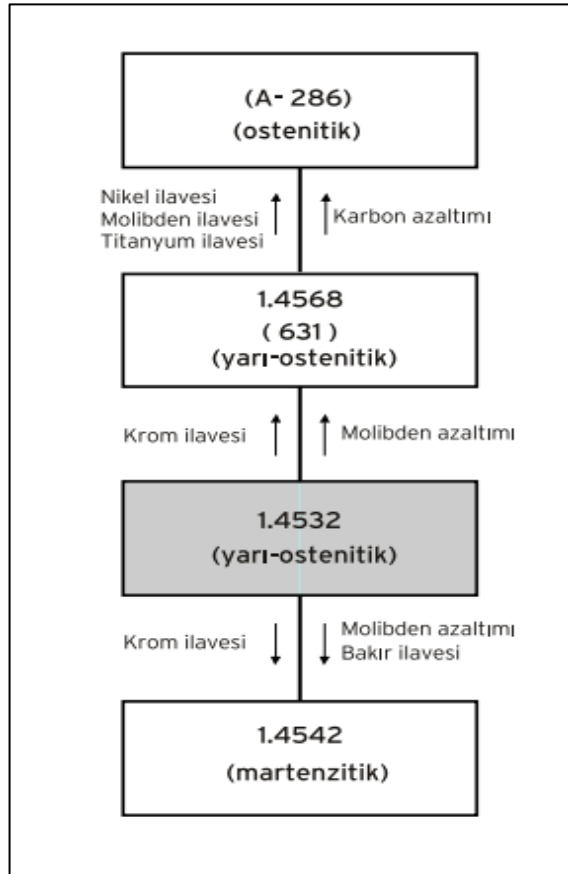 (A- 286)
(ostenitik)
Nikel ilavesi
Molibden ilavesi
Titanyum ilavesi
Karbon azaltımı
1.4568
( 631 )
(yarı-ostenitik)
Krom ilavesi
Molibden azaltımı
1.4532
(yarı-ostenitik)
Krom ilavesi
Molibden azaltımı
Bakır ilavesi
1.4542
(martenzitik)